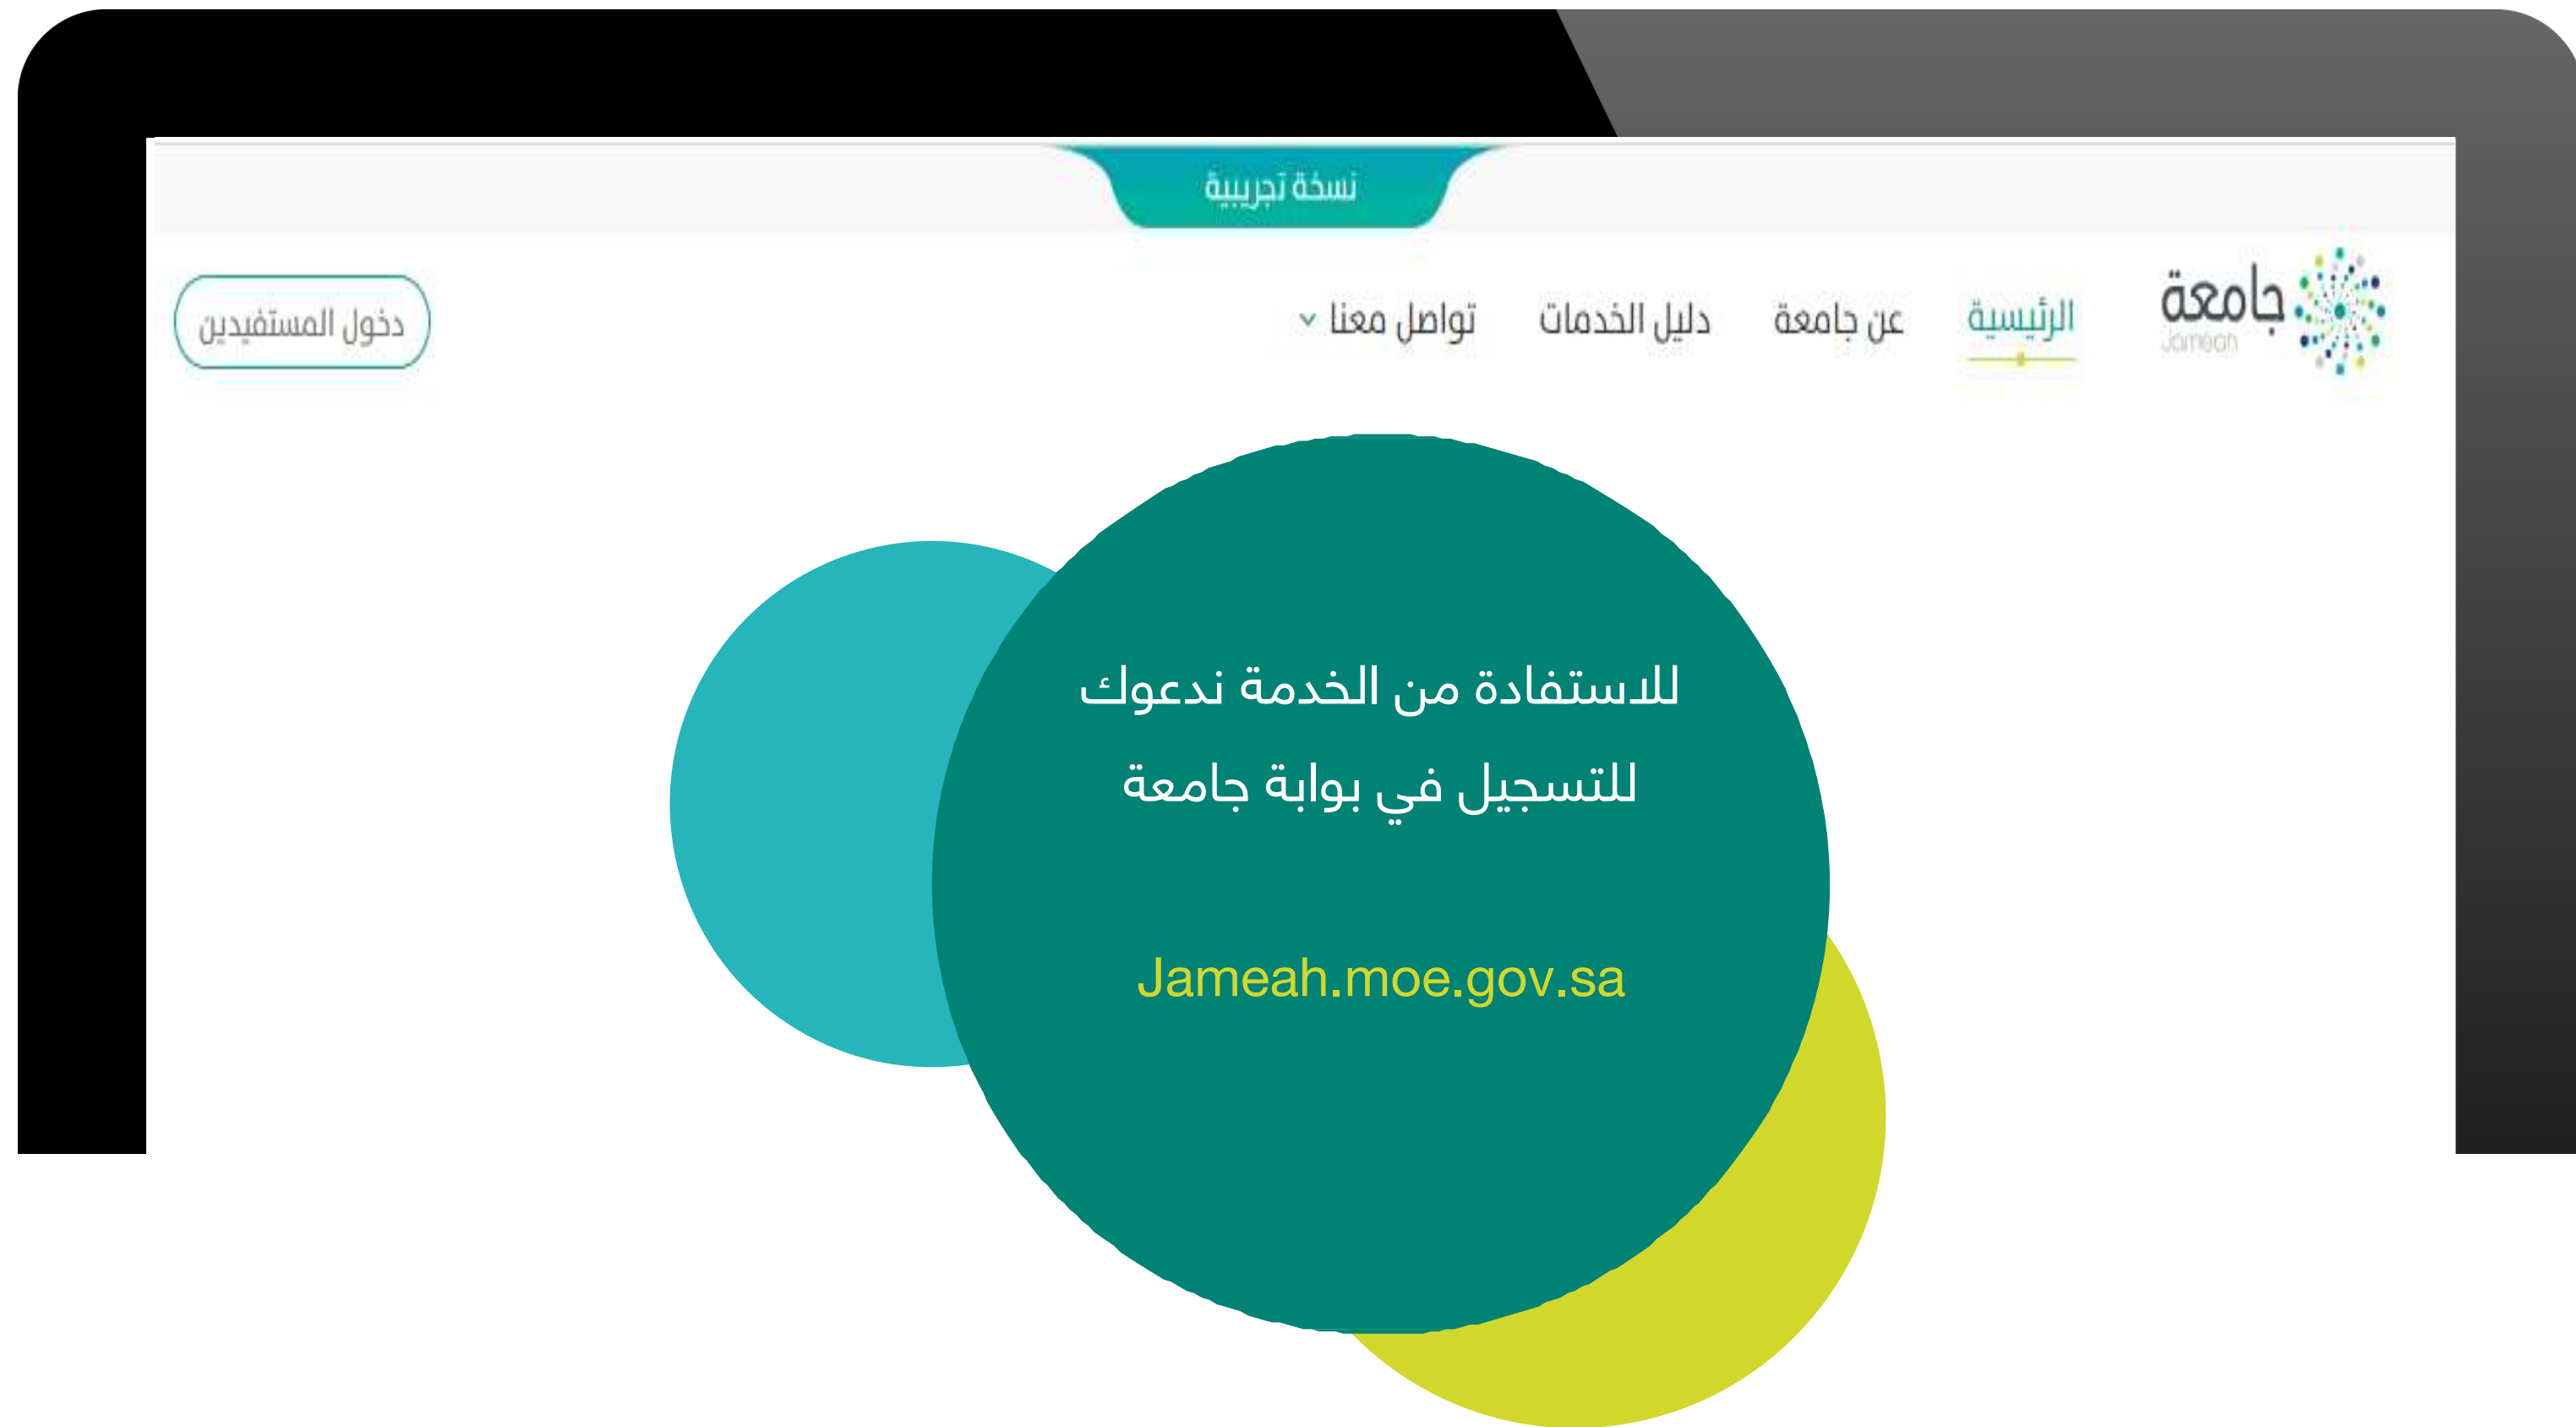 نسخة تجريبية
جامعة
Jameah
الرئيسية
عن جامعة
دليل الخدمات
تواصل معنا
دخول المستفيدين
للاستفادة من الخدمة ندعوك
للتسجيل في بوابة جامعة
Jameah.moe.gov.sa